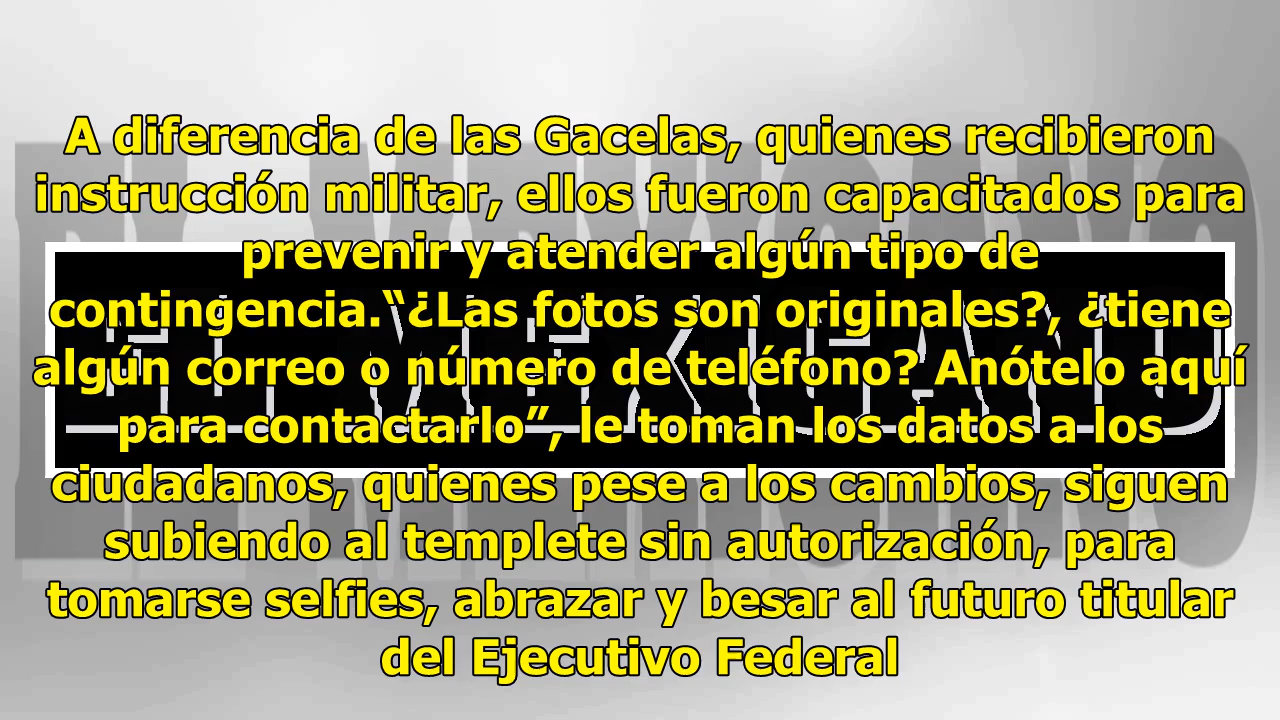 A diferencia de las Gacelas, quienes recibieron
instrucción militar, ellos fueron capacitados para
prevenir y atender algún tipo de
contingencia.“¿Las fotos son originales?, ¿tiene
algún correo o número de teléfono? Anótelo aquí
para contactarlo”, le toman los datos a los
ciudadanos, quienes pese a los cambios, siguen
subiendo al templete sin autorización, para
tomarse selfies, abrazar y besar al futuro titular
del Ejecutivo Federal
EL MEXICANO